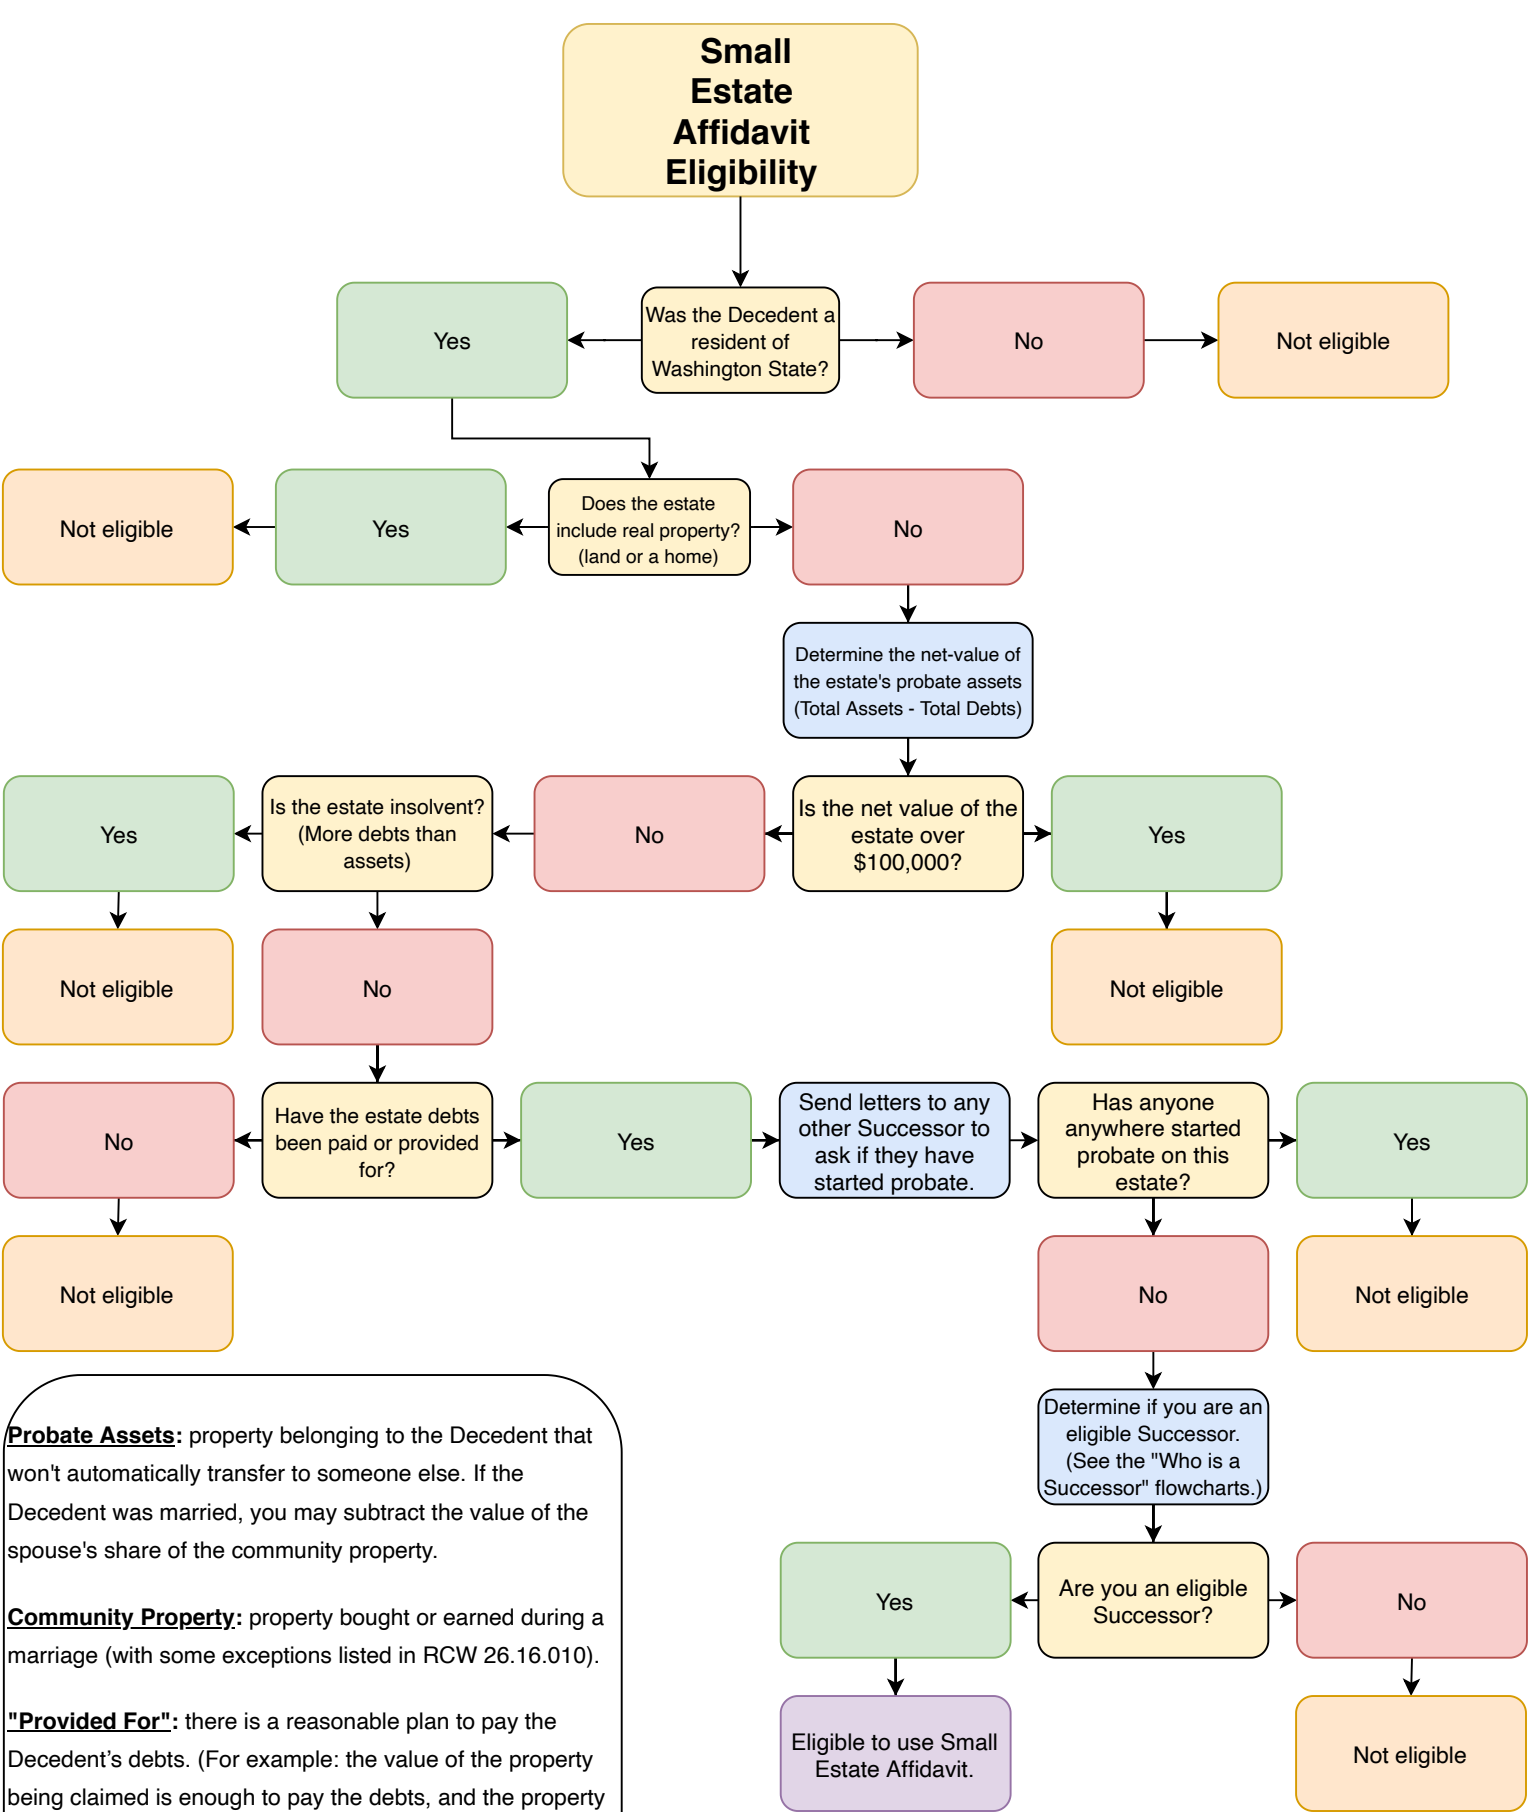 Small
Estate
Affidavit
Eligibility
Yes
Was the Decedent a
resident of
Washington State?
No
Not eligible
Not eligible
Yes
Does the estate
include real property?
(land or a home)
No
Determine the net-value of
the estate's probate assets
(Total Assets - Total Debts)
Yes
Is the estate insolvent?
(More debts than
assets)
No
Is the net value of the
estate over
$100,000?
Yes
Not eligible
No
Not eligible
No
Have the estate debts
been paid or provided
for?
Yes
Send letters to any
other Successor to
ask if they have
started probate.
Has anyone
anywhere started
probate on this
estate?
Yes
Not eligible
No
Not eligible
Determine if you are an
eligible Successor.
(See the "Who is a
Successor" flowcharts.)
Yes
Are you an eligible
Successor?
No
Eligible to use Small
Estate Affidavit.
Not eligible
Probate Assets: property belonging to the Decedent that
won't automatically transfer to someone else. If the
Decedent was married, you may subtract the value of the
spouse's share of the community property.
Community Property: property bought or earned during a
marriage (with some exceptions listed in RCW 26.16.010).
"Provided For": there is a reasonable plan to pay the
Decedent’s debts. (For example: the value of the property
being claimed is enough to pay the debts, and the property